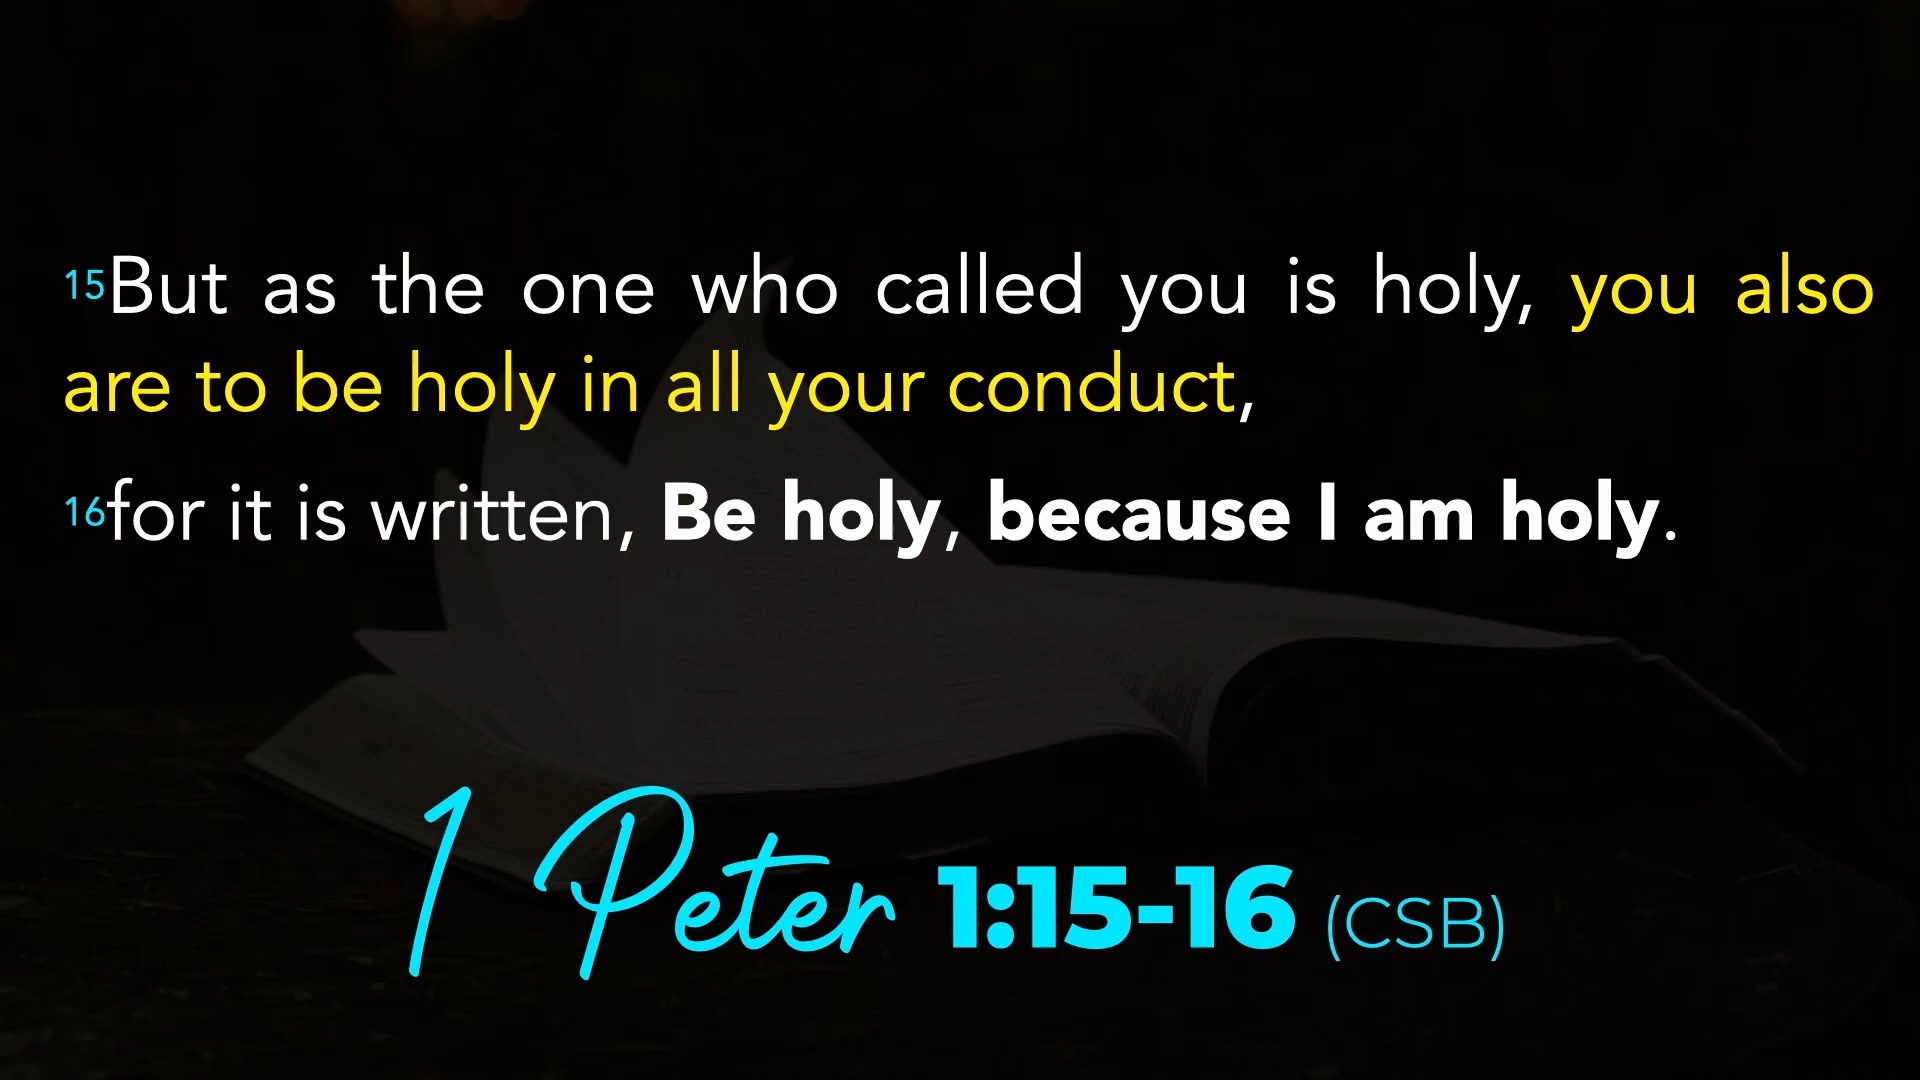 15But as the one who called you is holy, you also
are to be holy in all your conduct,
16for it is written, Be holy, because I am holy.
1 Peter 1:15-16 (CSB)